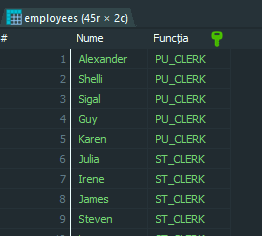 employees (45r × 2c)
# Nume Funcția
1 Alexander PU_CLERK
2 Shelli PU_CLERK
3 Sigal PU_CLERK
4 Guy PU_CLERK
5 Karen PU_CLERK
6 Julia ST_CLERK
7 Irene ST_CLERK
8 James ST_CLERK
9 Steven ST_CLERK